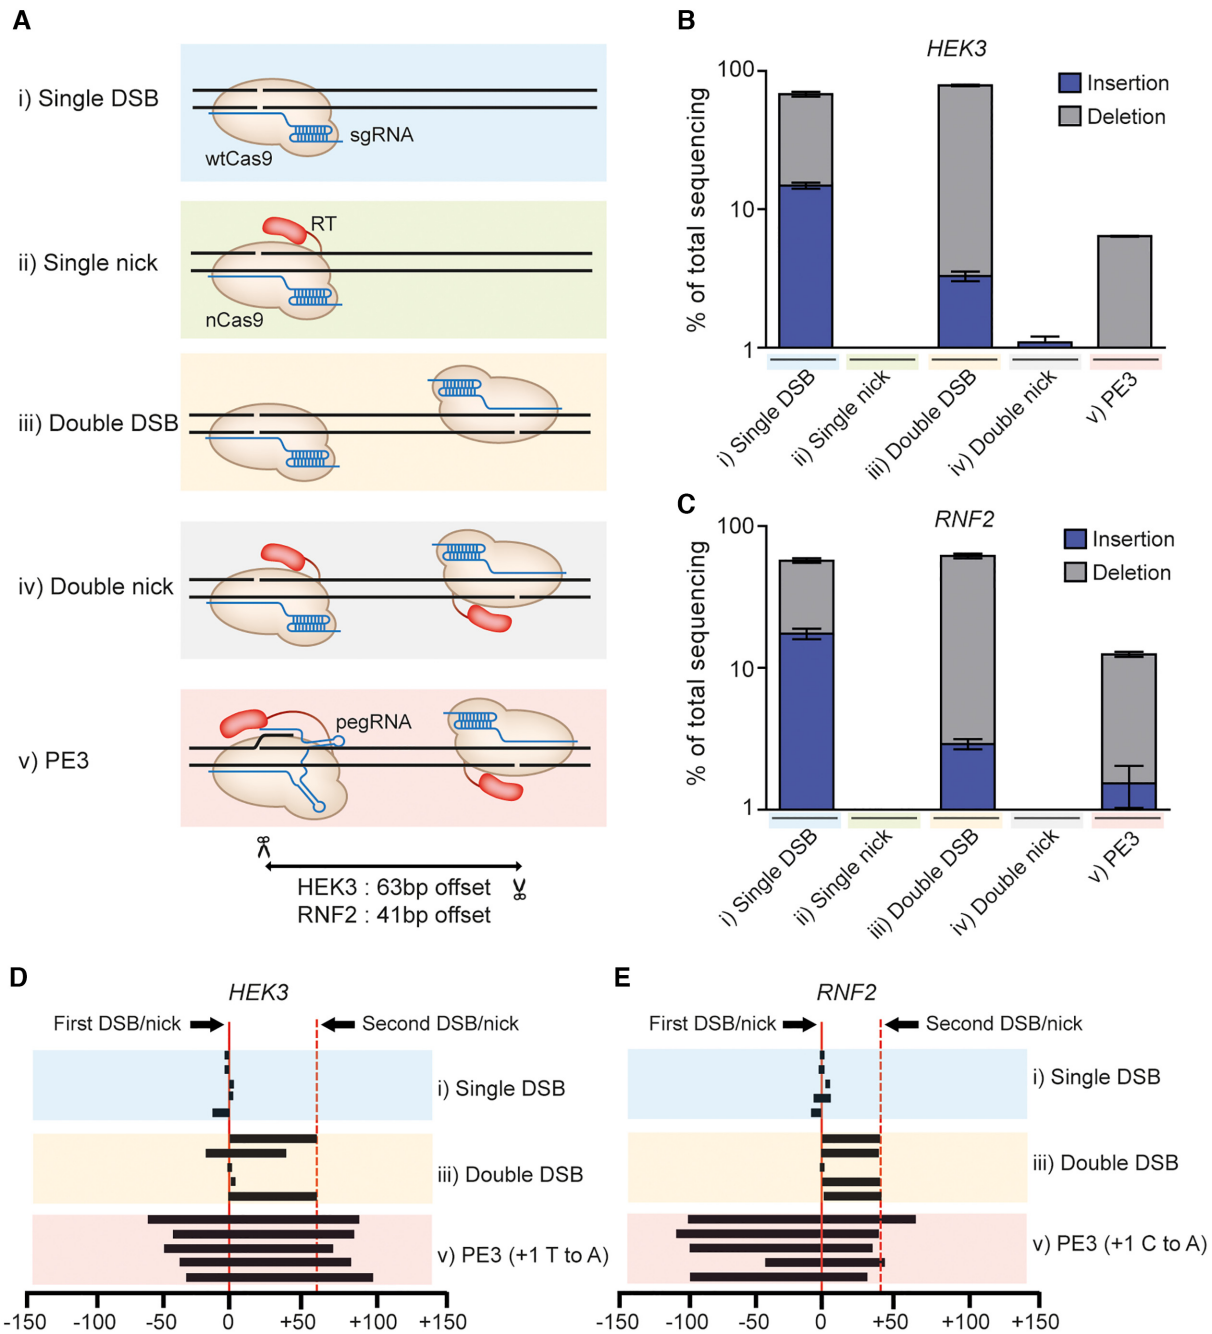 A
i) Single DSB
sgRNA
wtCas9
ii) Single nick
RT
nCas9
iii) Double DSB
iv) Double nick
v) PE3
pegRNA
HEK3 : 63bp offset
RNF2 : 41bp offset
B
HEK3
% of total sequencing
100
10
1
Insertion
Deletion
i) Single DSB
ii) Single nick
iii) Double DSB
iv) Double nick
v) PE3
C
RNF2
% of total sequencing
100
10
1
Insertion
Deletion
i) Single DSB
ii) Single nick
iii) Double DSB
iv) Double nick
v) PE3
D
HEK3
First DSB/nick
Second DSB/nick
i) Single DSB
iii) Double DSB
v) PE3 (+1 T to A)
-150 -100 -50 0 +50 +100 +150
E
RNF2
First DSB/nick
Second DSB/nick
i) Single DSB
iii) Double DSB
v) PE3 (+1 C to A)
-150 -100 -50 0 +50 +100 +150